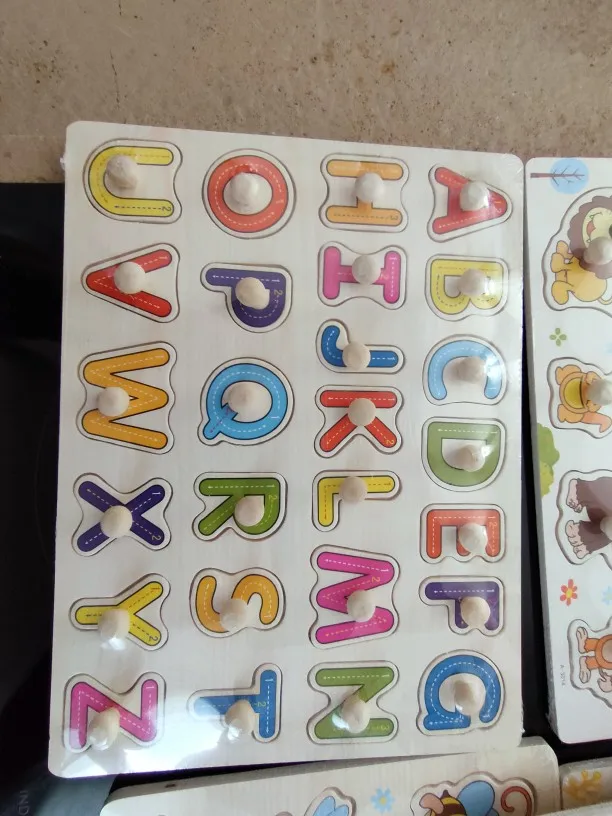 A B C D E F G
H I J K L M N
O P Q R S T
U V W X Y Z